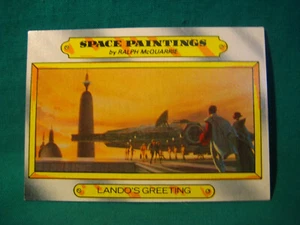 SPACE PAINTINGS
by RALPH McQUARRIE
LANDO'S GREETING